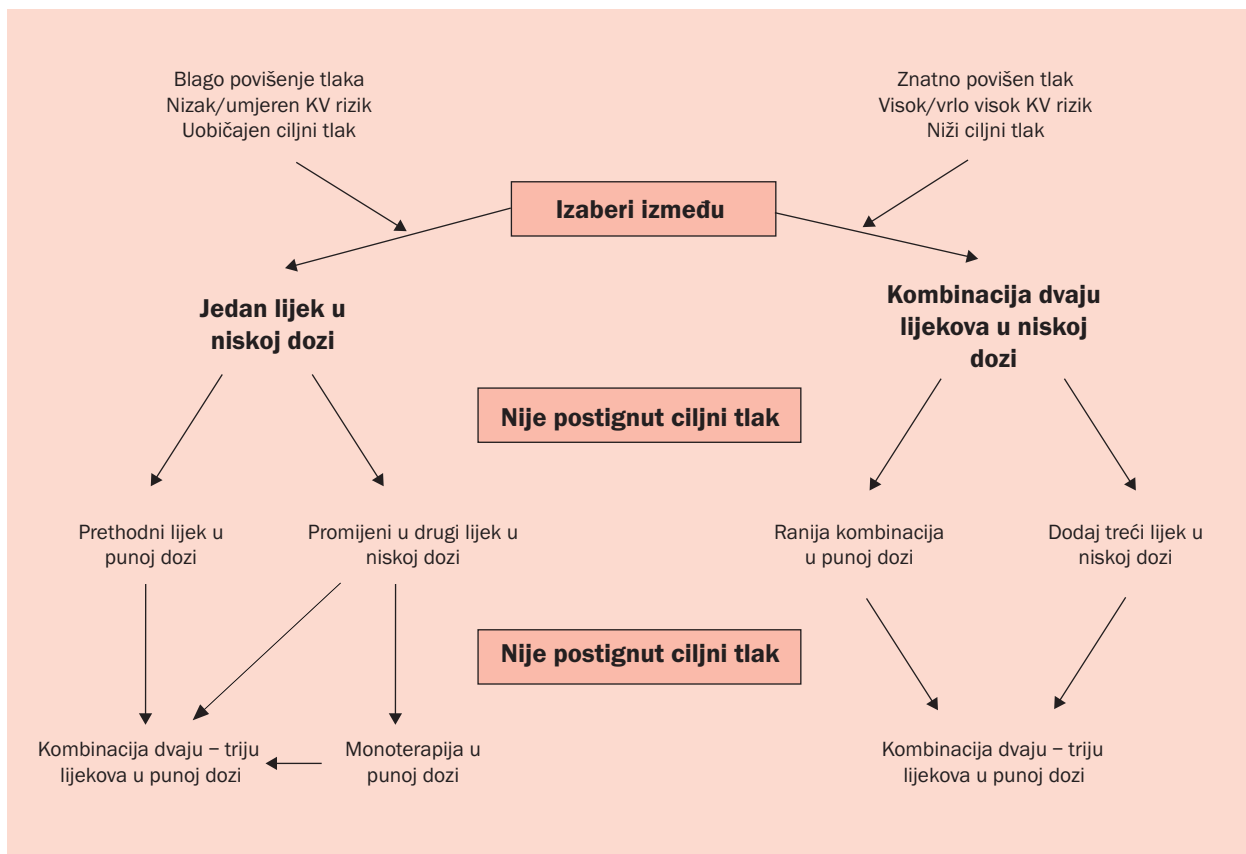 Blago povišenje tlaka
Nizak/umjeren KV rizik
Uobičajen ciljni tlak
Znatno povišen tlak
Visok/vrlo visok KV rizik
Niži ciljni tlak
Izaberi između
Jedan lijek u
niskoj dozi
Kombinacija dvaju
lijekova u niskoj
dozi
Nije postignut ciljni tlak
Prethodni lijek u
punoj dozi
Promijeni u drugi lijek u
niskoj dozi
Ranija kombinacija
u punoj dozi
Dodaj treći lijek u
niskoj dozi
Nije postignut ciljni tlak
Kombinacija dvaju – triju
lijekova u punoj dozi
Monoterapija u
punoj dozi
Kombinacija dvaju – triju
lijekova u punoj dozi